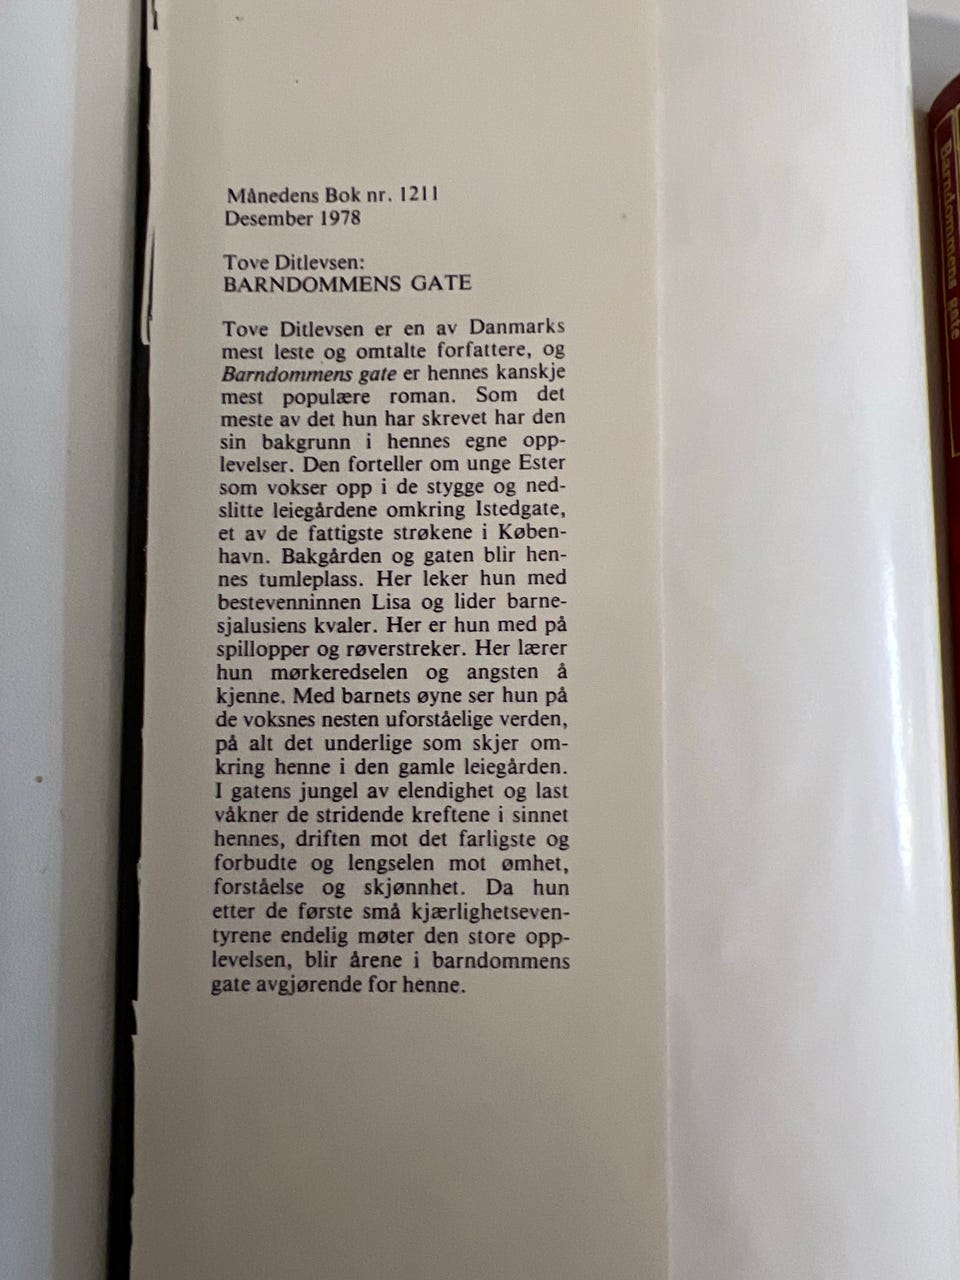 Månedens Bok nr. 1211
Desember 1978
Tove Ditlevsen:
BARNDOMMENS GATE
Tove Ditlevsen er en av Danmarks
mest leste og omtalte forfattere, og
Barndommens gate er hennes kanskje
mest populære roman. Som det
meste av det hun har skrevet har den
sin bakgrunn i hennes egne opp-
levelser. Den forteller om unge Ester
som vokser opp i de stygge og ned-
slitte leiegårdene omkring Istedgate,
et av de fattigste strøkene i Køben-
havn. Bakgården og gaten blir hen-
nes tumleplass. Her leker hun med
bestevenninnen Lisa og lider barne-
sjalusiens kvaler. Her er hun med på
spillopper og røverstreker. Her lærer
hun mørkeredselen og angsten å
kjenne. Med barnets øyne ser hun på
de voksnes nesten uforståelige verden,
på alt det underlige som skjer om-
kring henne i den gamle leiegården.
I gatens jungel av elendighet og last
våkner de stridende kreftene i sinnet
hennes, driften mot det farligste og
forbudte og lengselen mot ømhet,
forståelse og skjønnhet. Da hun
etter de første små kjærlighetseven-
tyrene endelig møter den store opp-
levelsen, blir årene i barndommens
gate avgjørende for henne.
Barndommens gate